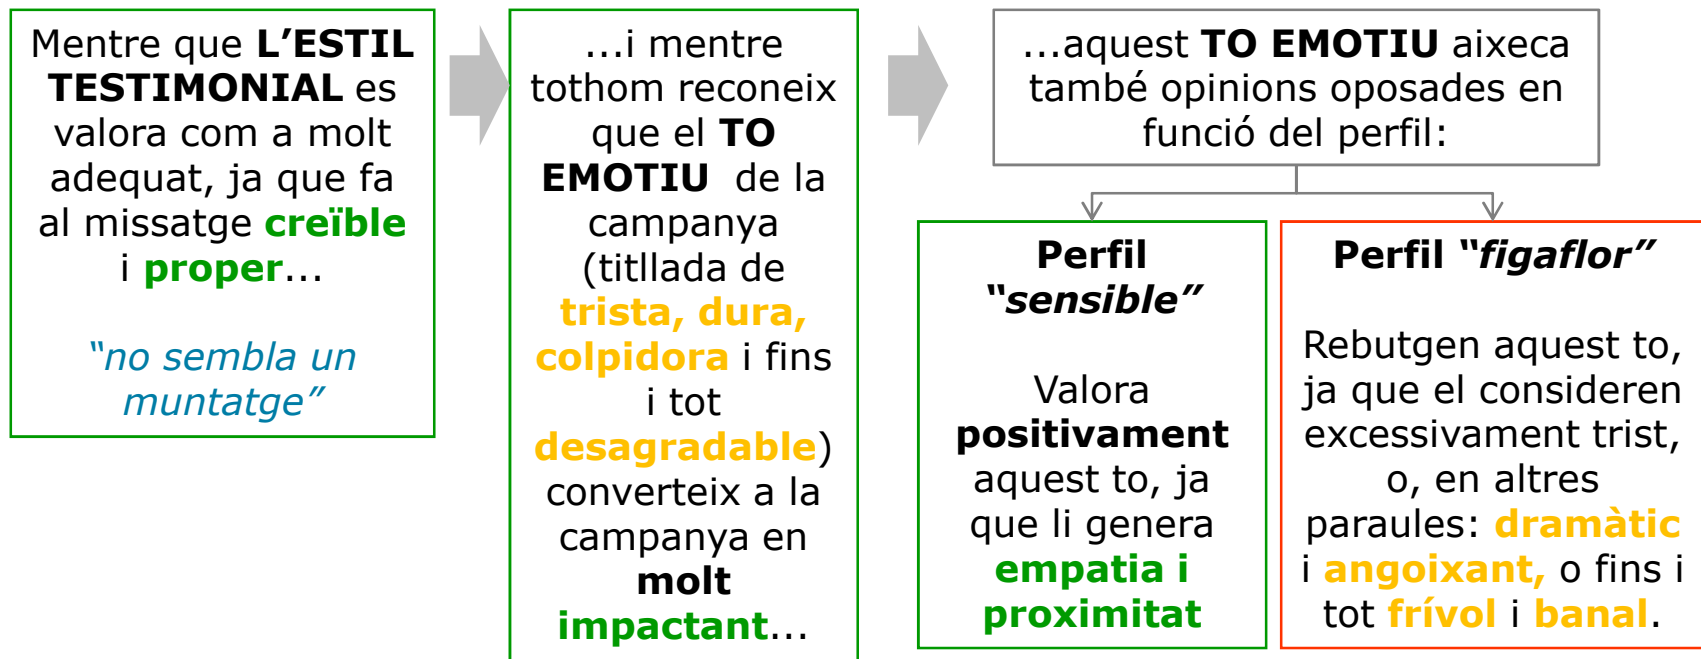 Mentre que L’ESTIL
TESTIMONIAL es
valora com a molt
adequat, ja que fa
al missatge creïble
i proper…
“no sembla un
muntatge”
…i mentre
tothom reconeix
que el TO
EMOTIU de la
campanya
(titllada de
trista, dura,
colpidora i fins
i tot
desagradable)
converteix a la
campanya en
molt
impactant…
…aquest TO EMOTIU aixeca
també opinions oposades en
funció del perfil:
Perfil
“sensible”
Valora
positivament
aquest to, ja
que li genera
empatia i
proximitat
Perfil “figaflor”
Rebutgen aquest to,
ja que el consideren
excessivament trist,
o, en altres
paraules: dramàtic
i angoixant, o fins i
tot frívol i banal.